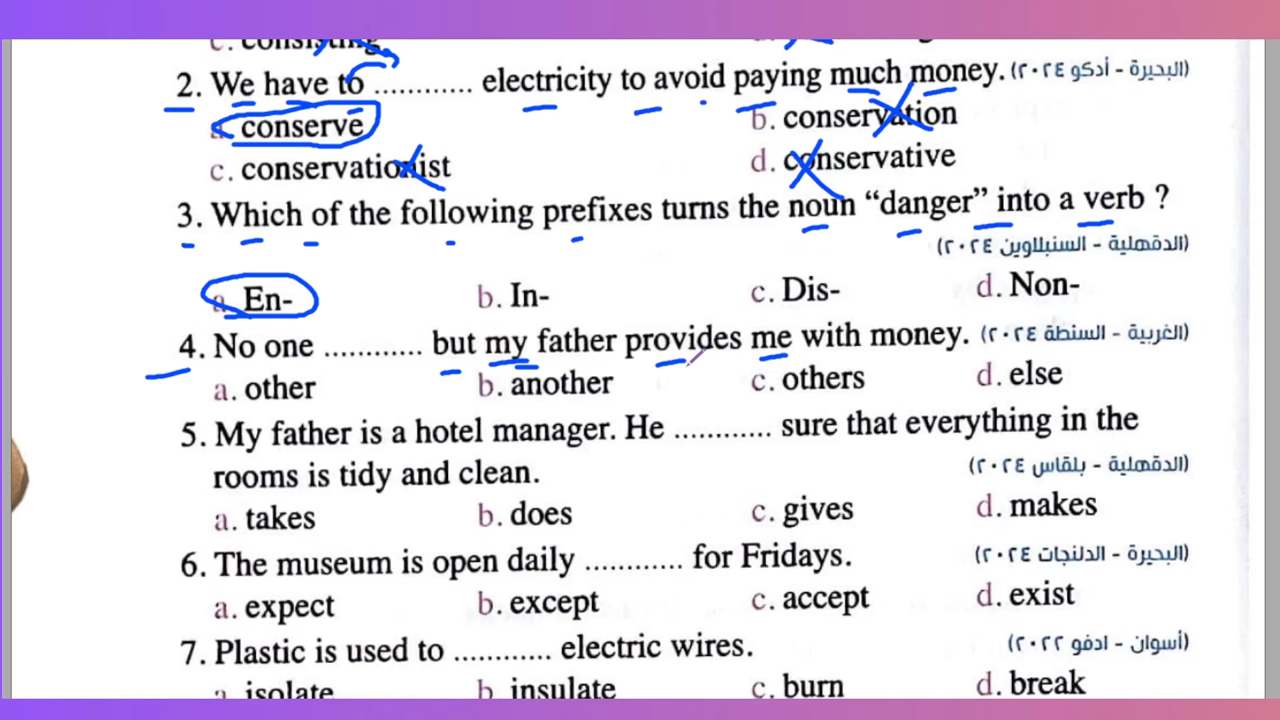 c. consisting
2. We have to ............ electricity to avoid paying much money. (البحيرة - أدكو ٢٠٢٤)
a. conserve b. conservation
c. conservationist d. conservative
3. Which of the following prefixes turns the noun “danger” into a verb ?
(الدقهلية - السنبلاوين ٢٠٢٤)
a. En- b. In- c. Dis- d. Non-
4. No one ............ but my father provides me with money. (الغربية - السنطة ٢٠٢٤)
a. other b. another c. others d. else
5. My father is a hotel manager. He ............ sure that everything in the
rooms is tidy and clean. (الدقهلية - بلقاس ٢٠٢٤)
a. takes b. does c. gives d. makes
6. The museum is open daily ............ for Fridays. (البحيرة - الدلنجات ٢٠٢٤)
a. expect b. except c. accept d. exist
7. Plastic is used to ............ electric wires. (أسوان - ادفو ٢٠٢٢)
a. isolate b. insulate c. burn d. break